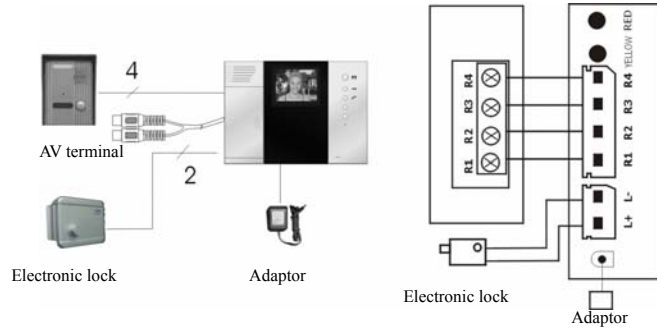 4
AV terminal
2
Electronic lock
Adaptor
RED
YELLOW
R4
R3
R2
R1
R4
R3
R2
R1
L-
L+
Electronic lock
Adaptor